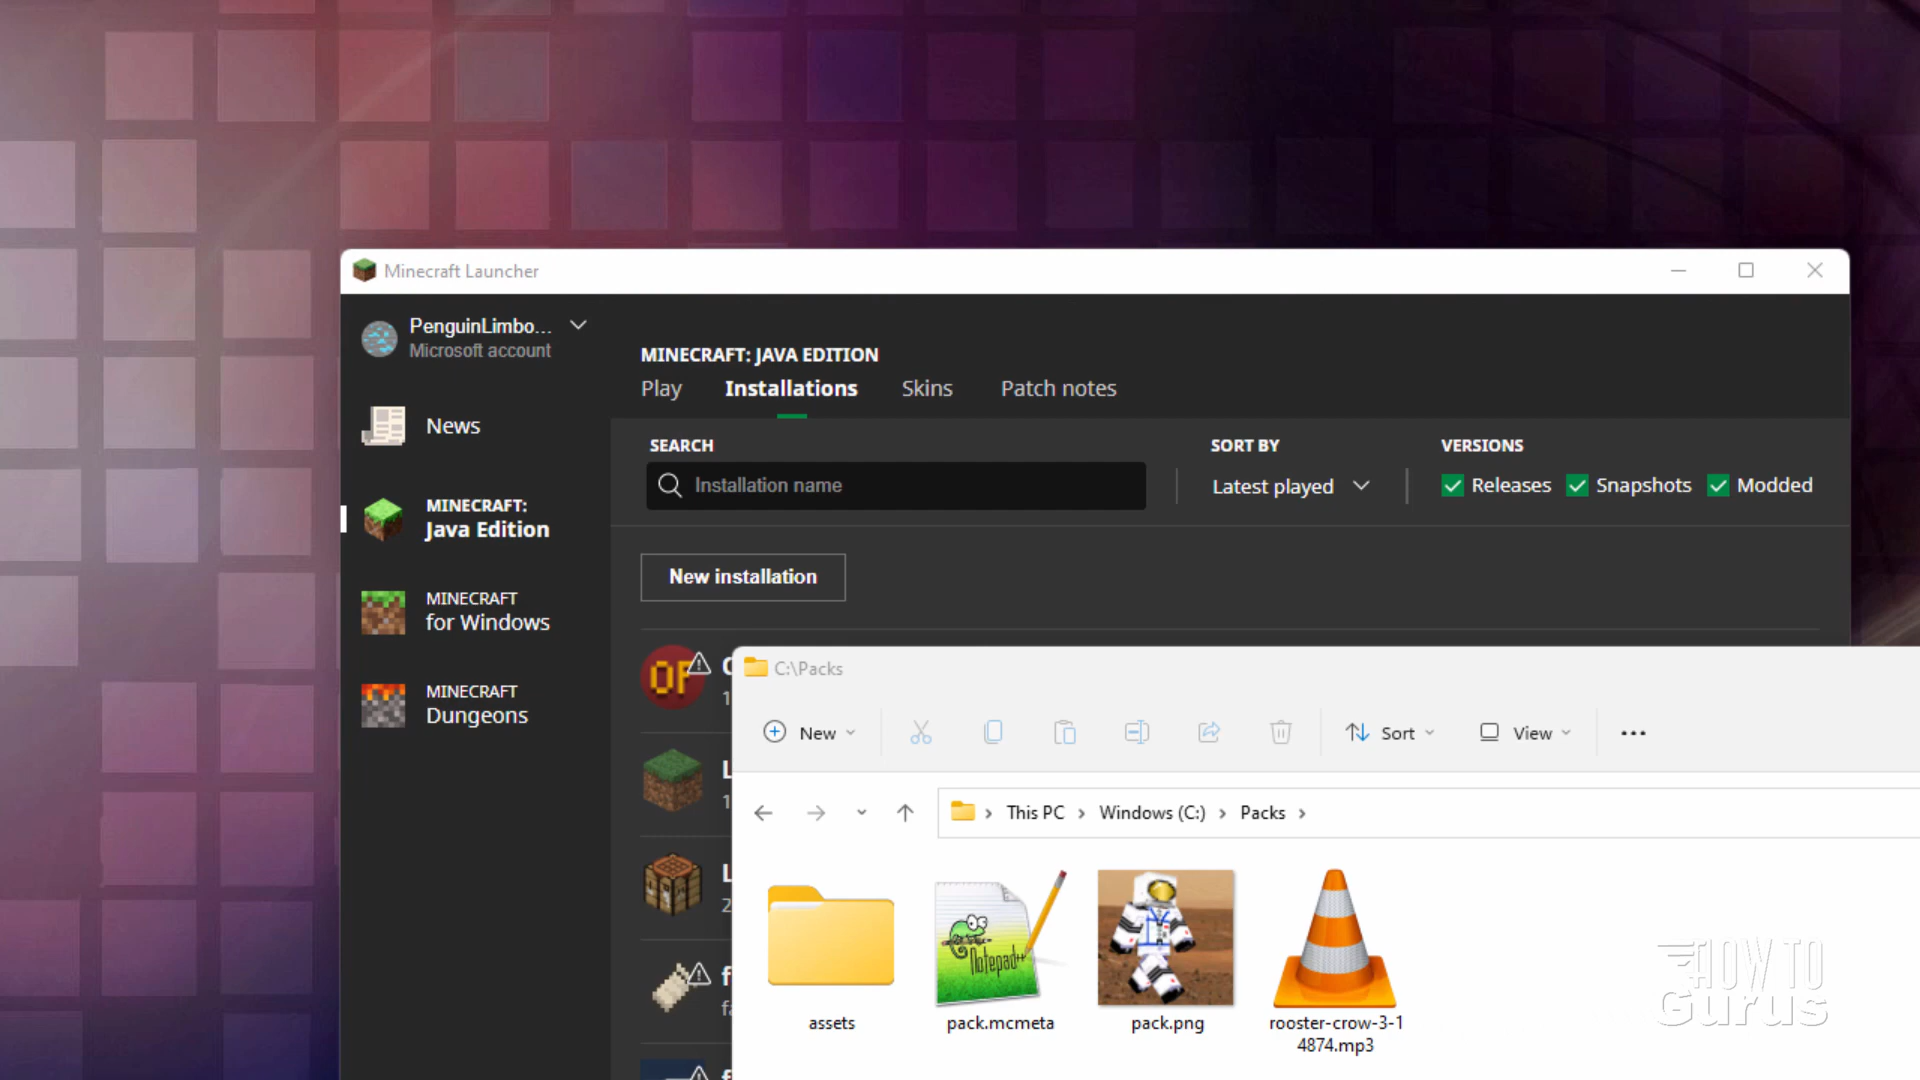 Minecraft Launcher
PenguinLimbo...
Microsoft account
News
MINECRAFT:
Java Edition
MINECRAFT
for Windows
MINECRAFT
Dungeons
MINECRAFT: JAVA EDITION
Play Installations Skins Patch notes
SEARCH
Installation name
SORT BY
Latest played
VERSIONS
Releases Snapshots Modded
New installation
OP
C:\Packs
New Sort View
This PC > Windows (C:) > Packs >
Notepad++
assets
pack.mcmeta
pack.png
rooster-crow-3-1
4874.mp3
HOW TO
Gurus